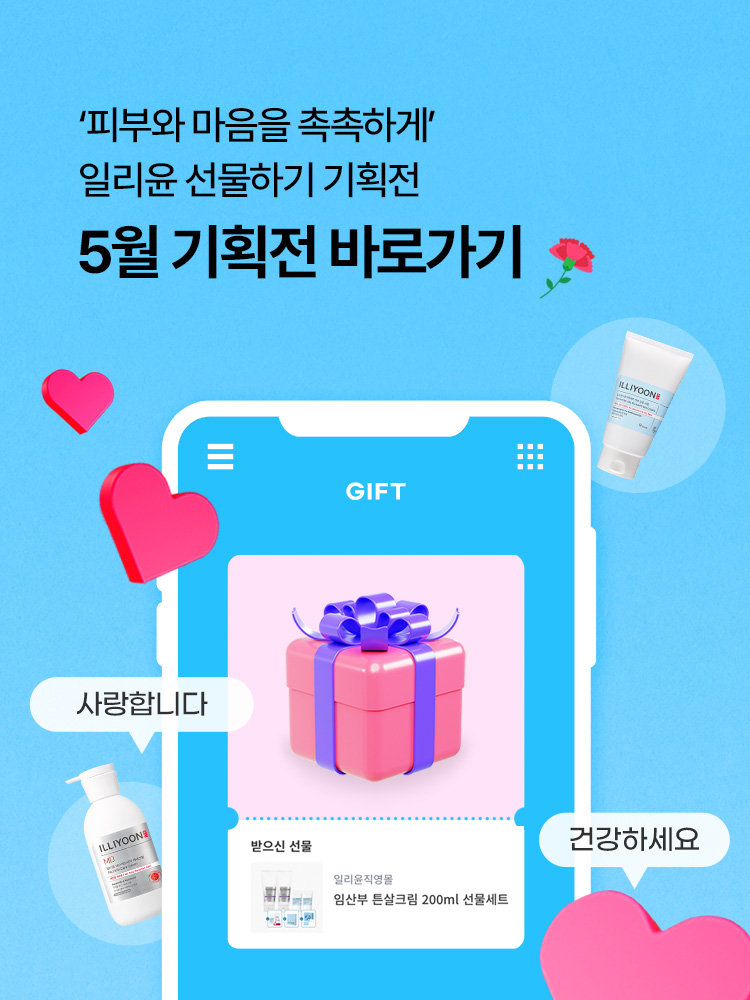 ‘피부와 마음을 촉촉하게’
일리윤 선물하기 기획전
5월 기획전 바로가기
ILLIYOON
GIFT
사랑합니다
ILLIYOON
MD
건강하세요
받으신 선물
일리윤직영몰
임산부 튼살크림 200ml 선물세트